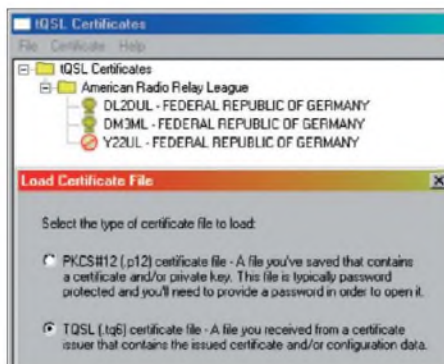 tQSL Certificates
File Certificate Help
tQSL Certificates
American Radio Relay League
DL2DUL - FEDERAL REPUBLIC OF GERMANY
DM3ML - FEDERAL REPUBLIC OF GERMANY
Y22UL - FEDERAL REPUBLIC OF GERMANY
Load Certificate File
Select the type of certificate file to load:
PKCS#12 (.p12) certificate file - A file you've saved that contains
a certificate and/or private key. This file is typically password
protected and you'll need to provide a password in order to open it.
TQSL (.tq6) certificate file - A file you received from a certificate
issuer that contains the issued certificate and/or configuration data.